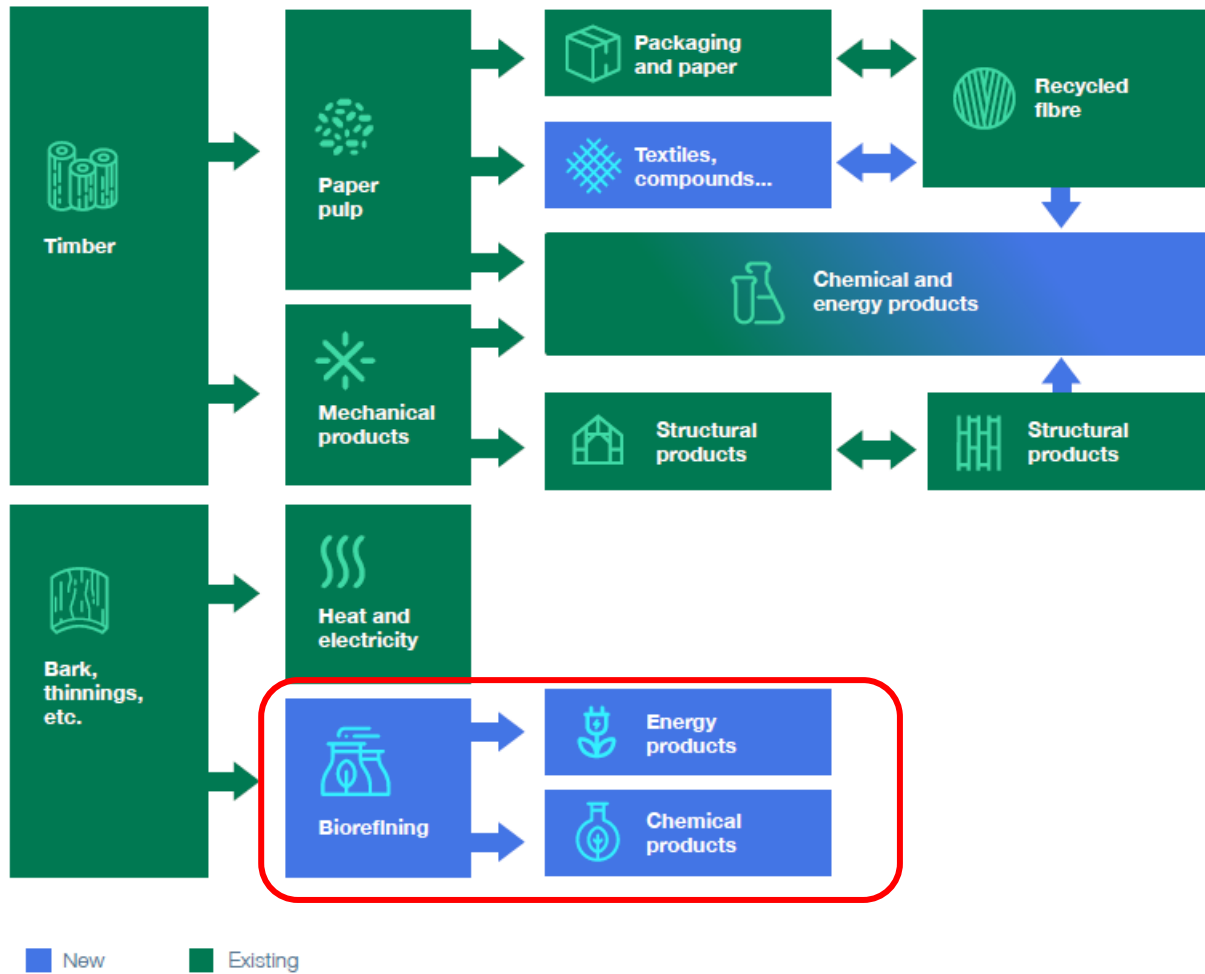 Timber
Paper
pulp
Packaging
and paper
Recycled
fibre
Textiles,
compounds...
Chemical and
energy products
Mechanical
products
Structural
products
Structural
products
Bark,
thinnings,
etc.
Heat and
electricity
Biorefining
Energy
products
Chemical
products
New
Existing